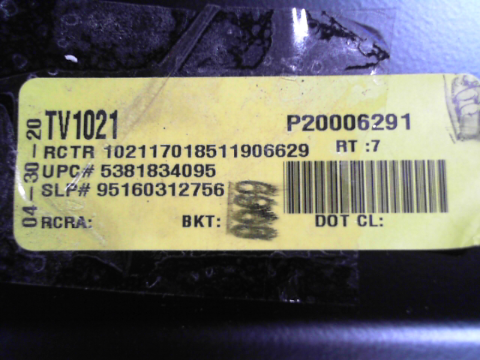 04-30-20
TV1021 P20006291
RCTR 102117018511906629 RT :7
UPC# 5381834095
SLP# 95160312756
RCRA: BKT: DOT CL: